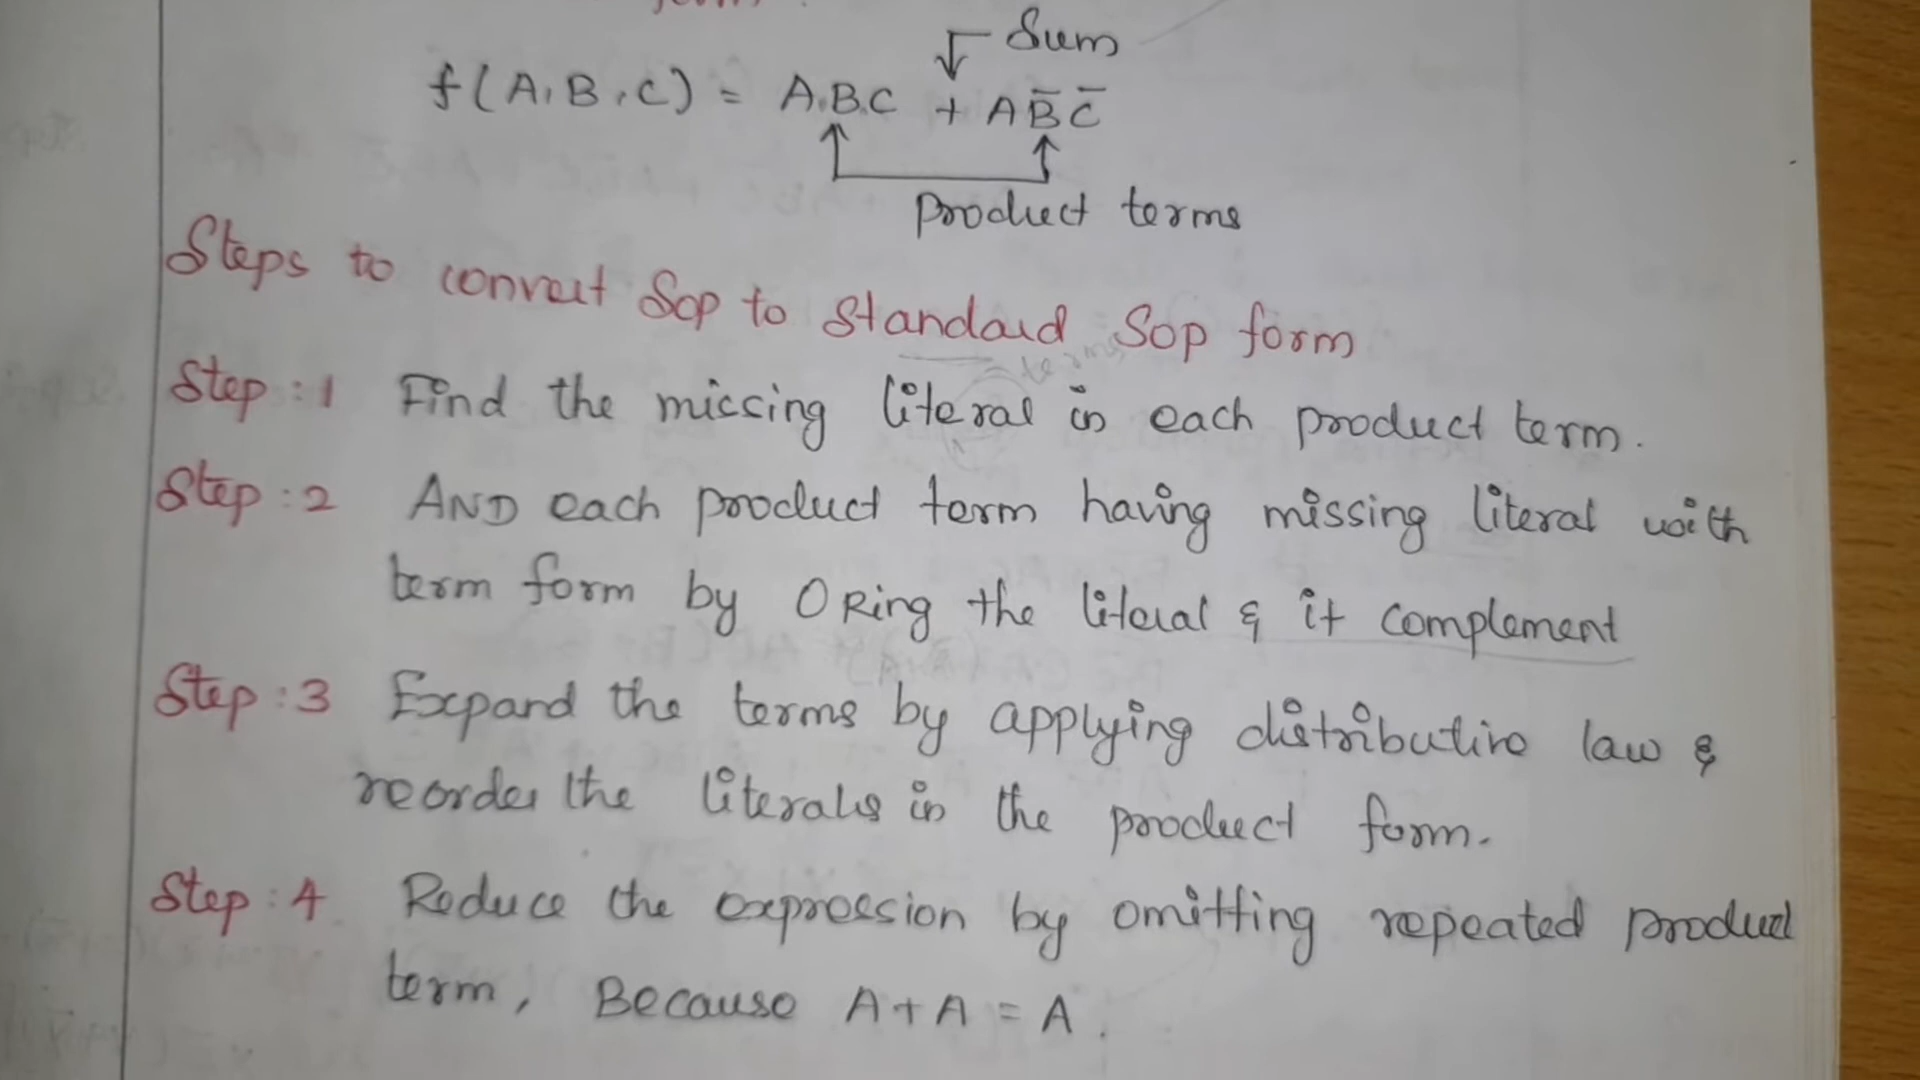 Sum
f(A,B,C) = A.B.C + A B̅ C̅
product terms
Steps to convert Sop to Standard Sop form
Step:1 Find the missing literal in each product term.
Step:2 AND each product term having missing literal with
term form by ORing the literal & it complement
Step:3 Expand the terms by applying distributive law &
reorder the literals in the product form.
Step:4 Reduce the expression by omitting repeated product
term, Because A+A = A.